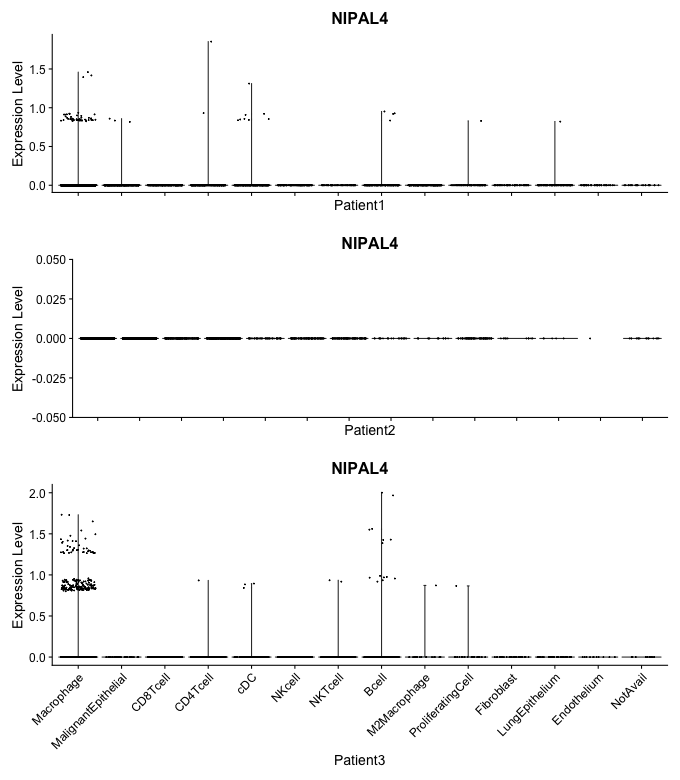 NIPAL4
Expression Level
1.5
1.0
0.5
0.0
Patient1
NIPAL4
Expression Level
0.050
0.025
0.000
-0.025
-0.050
Patient2
NIPAL4
Expression Level
2.0
1.5
1.0
0.5
0.0
Macrophage
MalignantEpithelial
CD8Tcell
CD4Tcell
cDC
NKcell
NKTcell
Bcell
M2Macrophage
ProliferatingCell
Fibroblast
LungEpithelium
Endothelium
NotAvail
Patient3